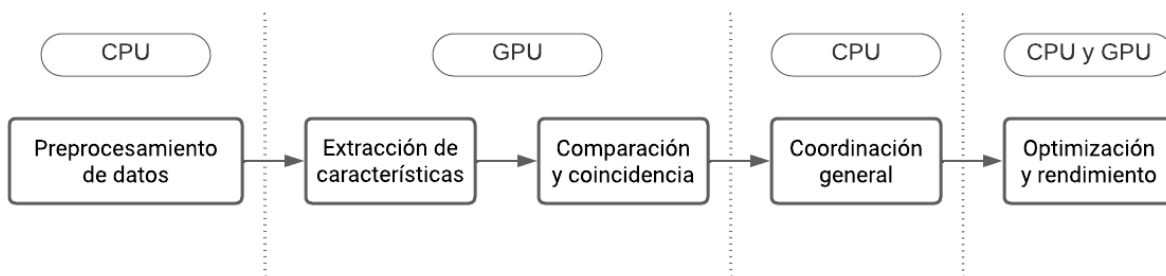 CPU
GPU
CPU
CPU y GPU
Preprocesamiento
de datos
Extracción de
características
Comparación
y coincidencia
Coordinación
general
Optimización
y rendimiento